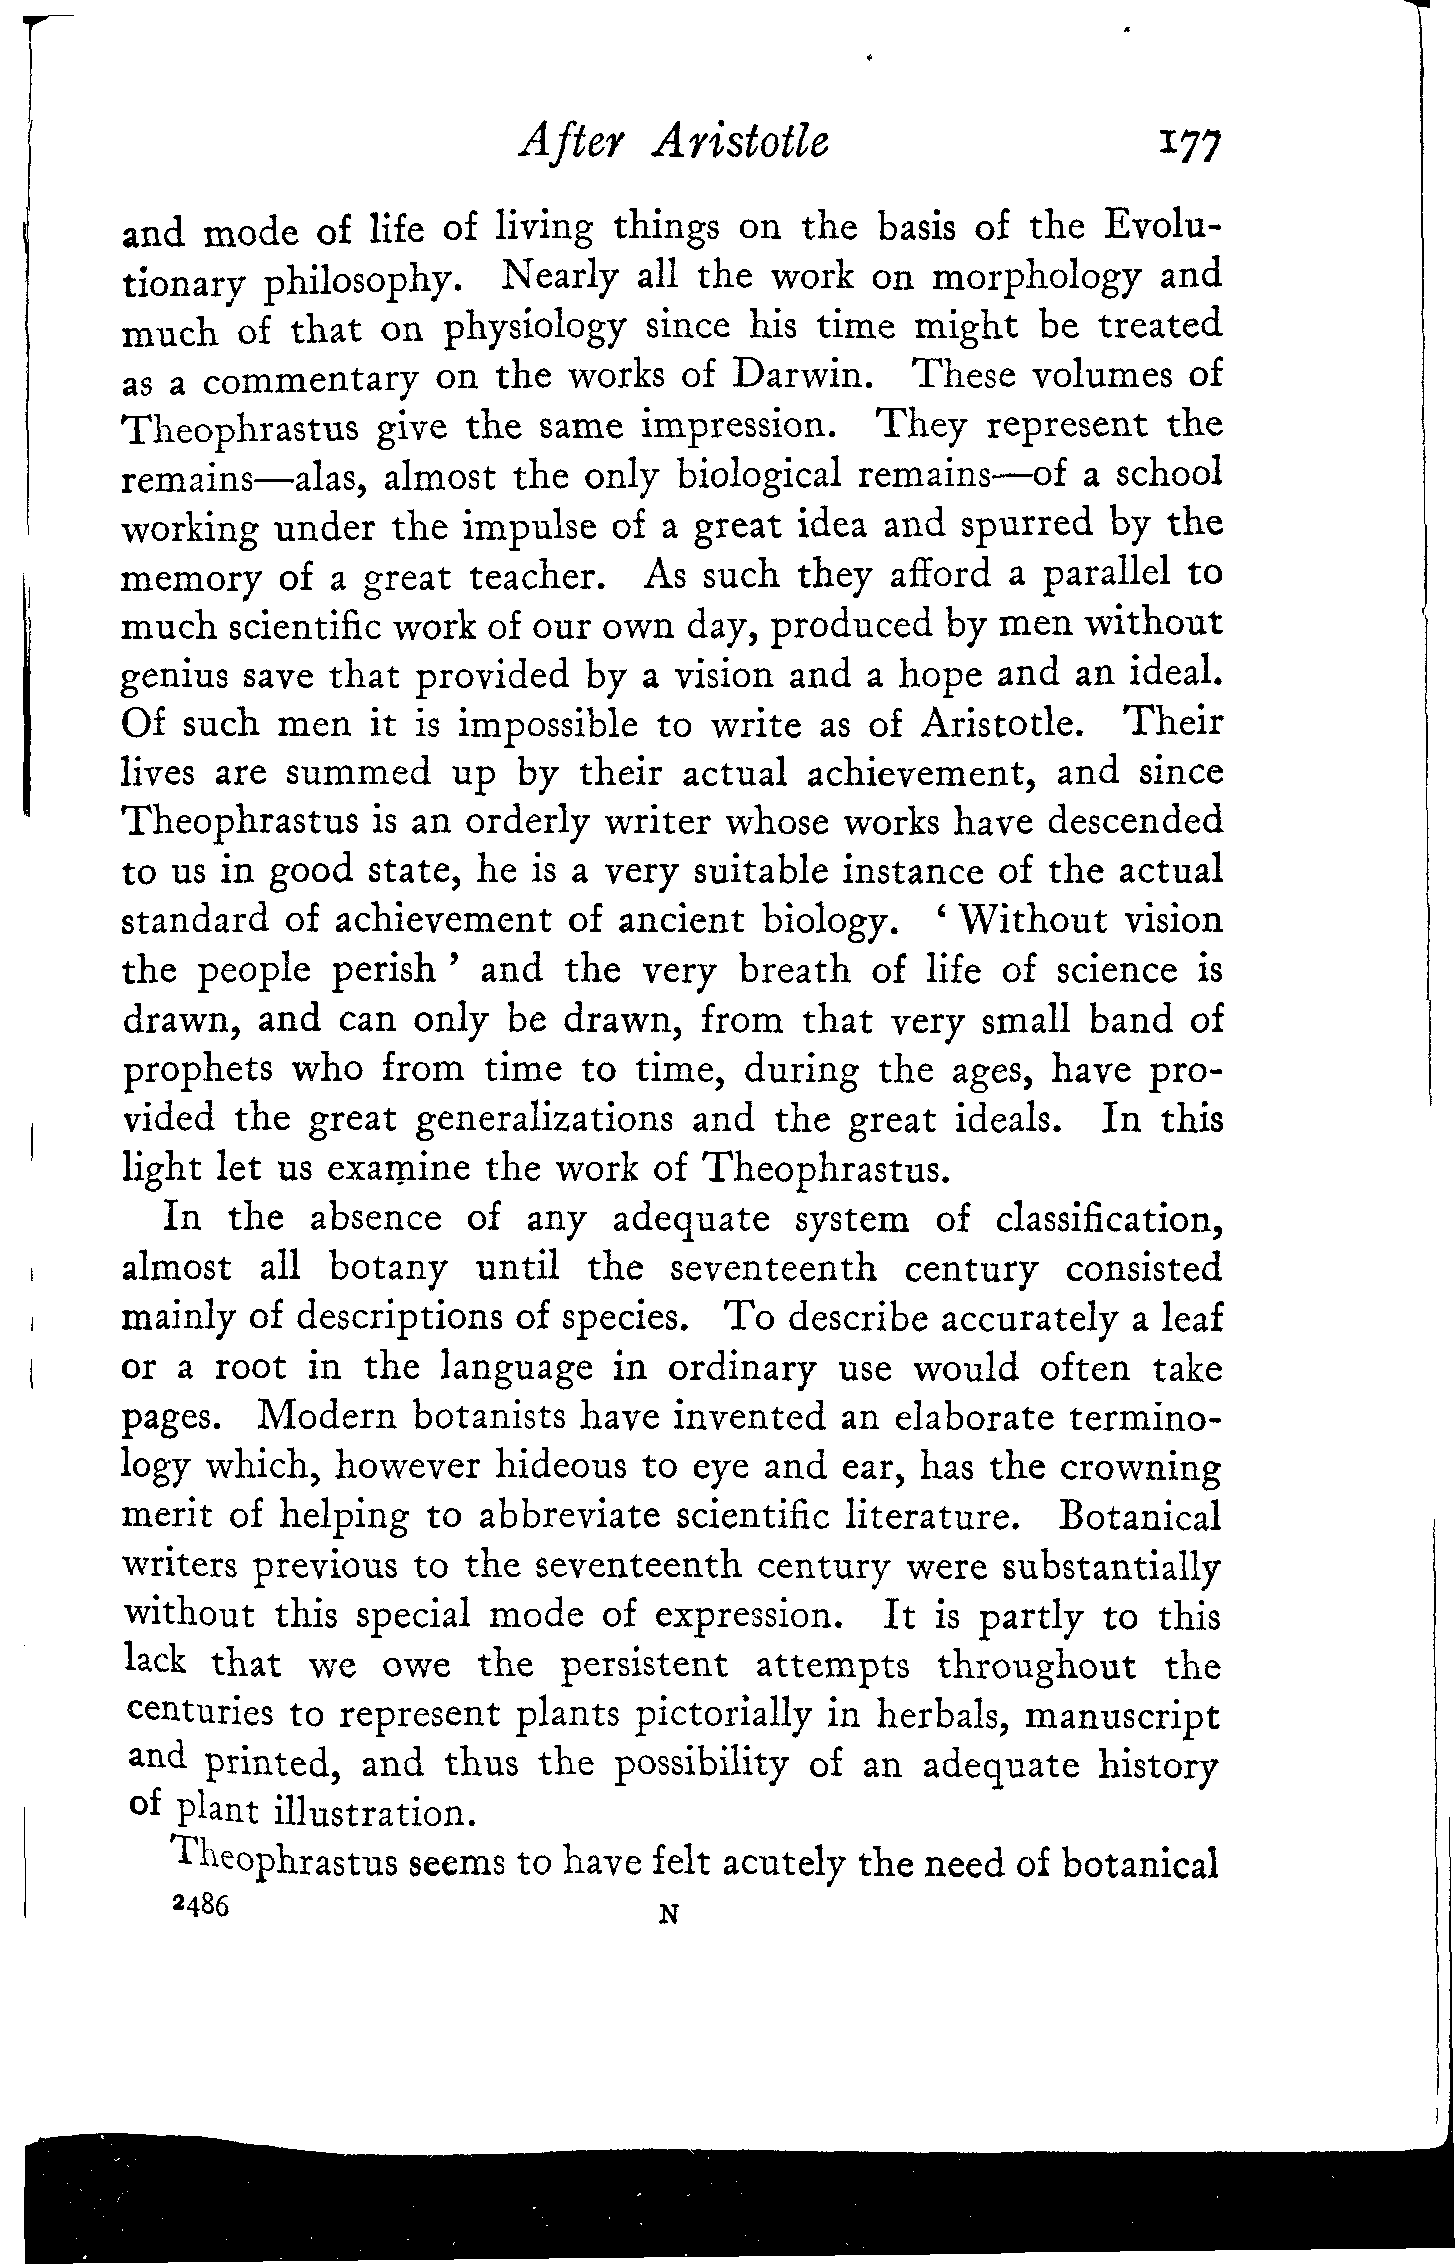 After Aristotle 177
and mode of life of living things on the basis of the Evolu-
tionary philosophy. Nearly all the work on morphology and
much of that on physiology since his time might be treated
as a commentary on the works of Darwin. These volumes of
Theophrastus give the same impression. They represent the
remains—alas, almost the only biological remains—of a school
working under the impulse of a great idea and spurred by the
memory of a great teacher. As such they afford a parallel to
much scientific work of our own day, produced by men without
genius save that provided by a vision and a hope and an ideal.
Of such men it is impossible to write as of Aristotle. Their
lives are summed up by their actual achievement, and since
Theophrastus is an orderly writer whose works have descended
to us in good state, he is a very suitable instance of the actual
standard of achievement of ancient biology. ‘ Without vision
the people perish ’ and the very breath of life of science is
drawn, and can only be drawn, from that very small band of
prophets who from time to time, during the ages, have pro-
vided the great generalizations and the great ideals. In this
light let us examine the work of Theophrastus.
In the absence of any adequate system of classification,
almost all botany until the seventeenth century consisted
mainly of descriptions of species. To describe accurately a leaf
or a root in the language in ordinary use would often take
pages. Modern botanists have invented an elaborate termino-
logy which, however hideous to eye and ear, has the crowning
merit of helping to abbreviate scientific literature. Botanical
writers previous to the seventeenth century were substantially
without this special mode of expression. It is partly to this
lack that we owe the persistent attempts throughout the
centuries to represent plants pictorially in herbals, manuscript
and printed, and thus the possibility of an adequate history
of plant illustration.
Theophrastus seems to have felt acutely the need of botanical
2486 N